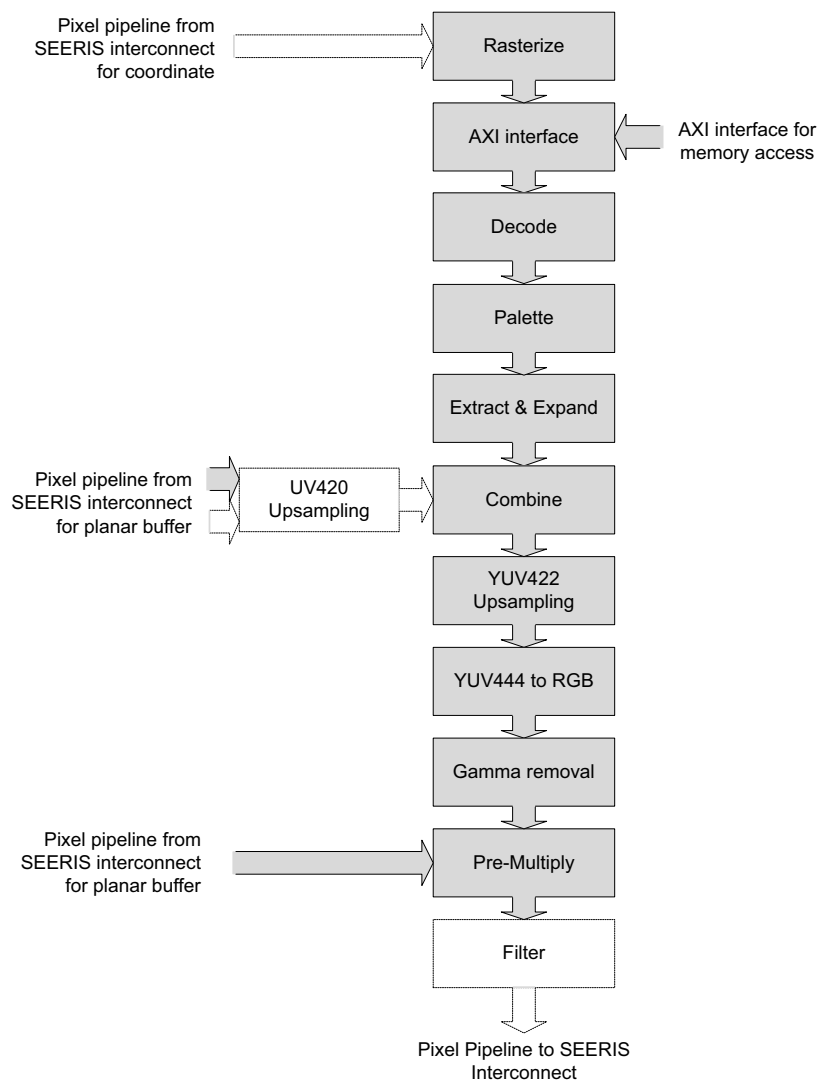 Pixel pipeline from
SEERIS interconnect
for coordinate
Rasterize
AXI interface
AXI interface for
memory access
Decode
Palette
Extract & Expand
Pixel pipeline from
SEERIS interconnect
for planar buffer
UV420
Upsampling
Combine
YUV422
Upsampling
YUV444 to RGB
Gamma removal
Pixel pipeline from
SEERIS interconnect
for planar buffer
Pre-Multiply
Filter
Pixel Pipeline to SEERIS
Interconnect